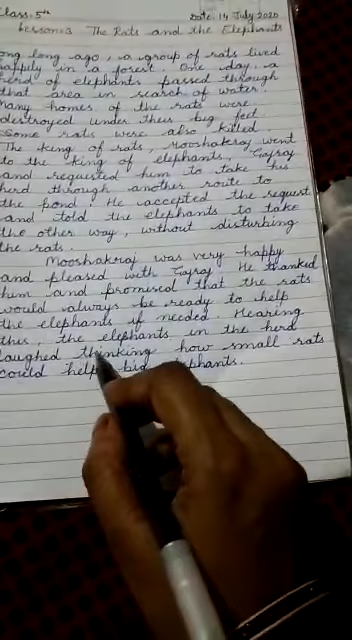 Class: 5th Date: 14 July 2020
Lesson: 3 The Rats and the Elephants
ong long ago, a group of rats lived
happily in a forest. One day, a
herd of elephants passed through
that area in search of water.
Many homes of the rats were
destroyed under their big feet
Some rats were also killed.
The King of rats, Mooshakraj went
to the king of elephants, Gajraj
and requested him to take his
herd through another route to
the pond. He accepted the request
and told the elephants to take
the other way, without disturbing
the rats.
Mooshakraj was very happy
and pleased with Gajraj. He thanked
him and promised that the rats
would always be ready to help
the elephants if needed. Hearing
this, the elephants in the herd
laughed thinking how small rats
could help big elephants.